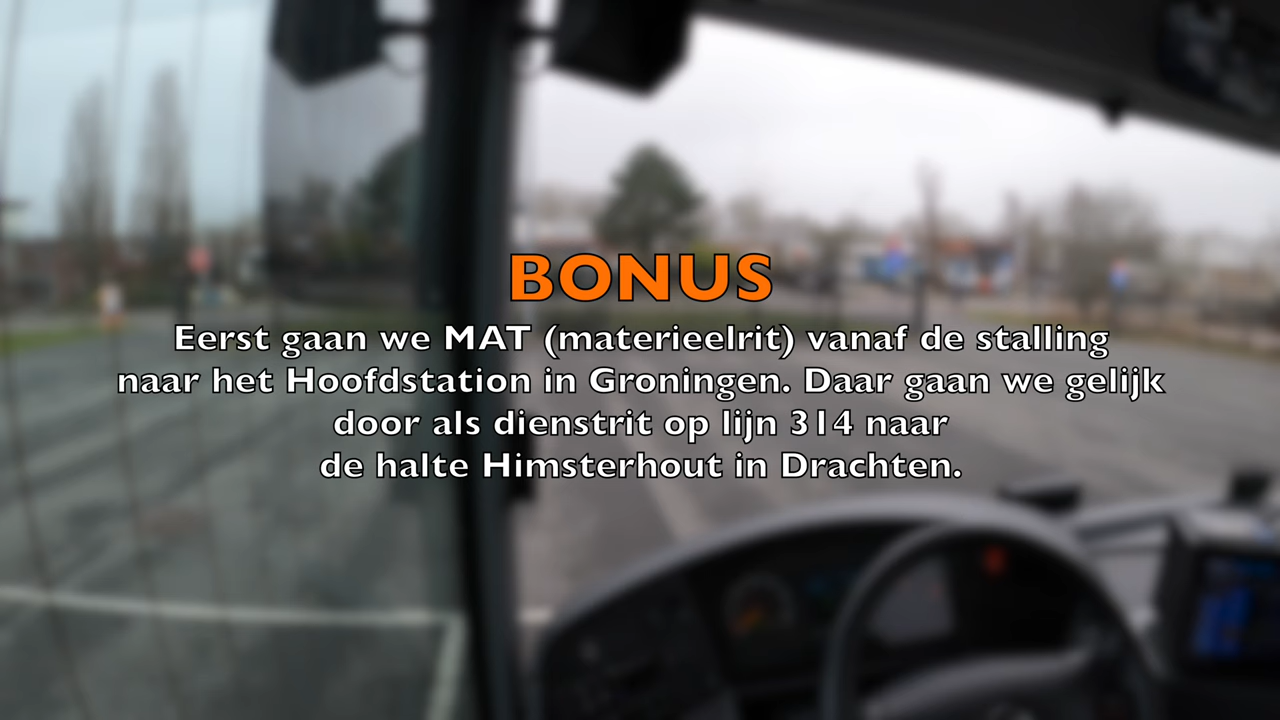 BONUS
Eerst gaan we MAT (materieelrit) vanaf de stalling
naar het Hoofdstation in Groningen. Daar gaan we gelijk
door als dienstrit op lijn 314 naar
de halte Himsterhout in Drachten.